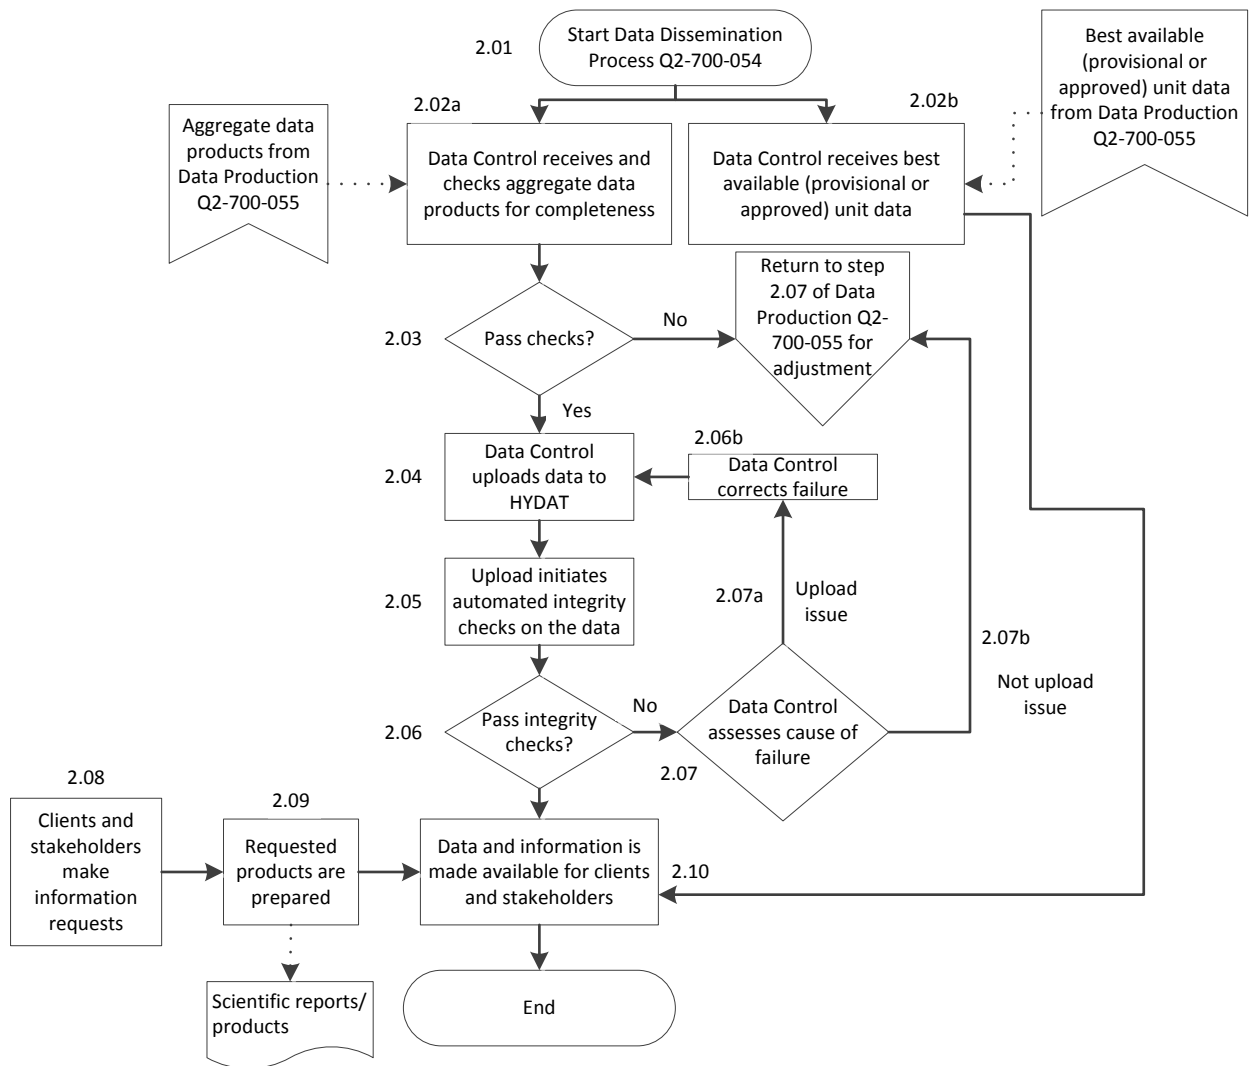 2.01
Start Data Dissemination
Process Q2-700-054
Best available
(provisional or
approved) unit data
from Data Production
Q2-700-055
2.02a
2.02b
Aggregate data
products from
Data Production
Q2-700-055
Data Control receives and
checks aggregate data
products for completeness
Data Control receives best
available (provisional or
approved) unit data
Return to step
2.07 of Data
Production Q2-
700-055 for
adjustment
2.03
Pass checks?
No
Yes
2.04
Data Control
uploads data to
HYDAT
2.06b
Data Control
corrects failure
2.05
Upload initiates
automated integrity
checks on the data
2.07a
Upload
issue
2.07b
Not upload
issue
2.06
Pass integrity
checks?
No
2.07
Data Control
assesses cause of
failure
2.08
Clients and
stakeholders
make
information
requests
2.09
Requested
products are
prepared
Data and information is
made available for clients
and stakeholders
2.10
Scientific reports/
products
End